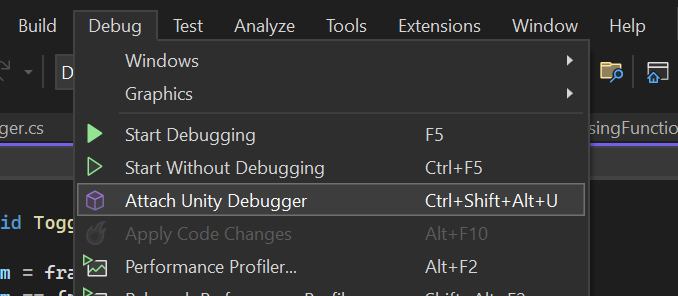 Build Debug Test Analyze Tools Extensions Window Help
D
Windows
Graphics
ger.cs singFunctio
Start Debugging F5
Start Without Debugging Ctrl+F5
Attach Unity Debugger Ctrl+Shift+Alt+U
id Togg
Apply Code Changes Alt+F10
m = fra
Performance Profiler... Alt+F2